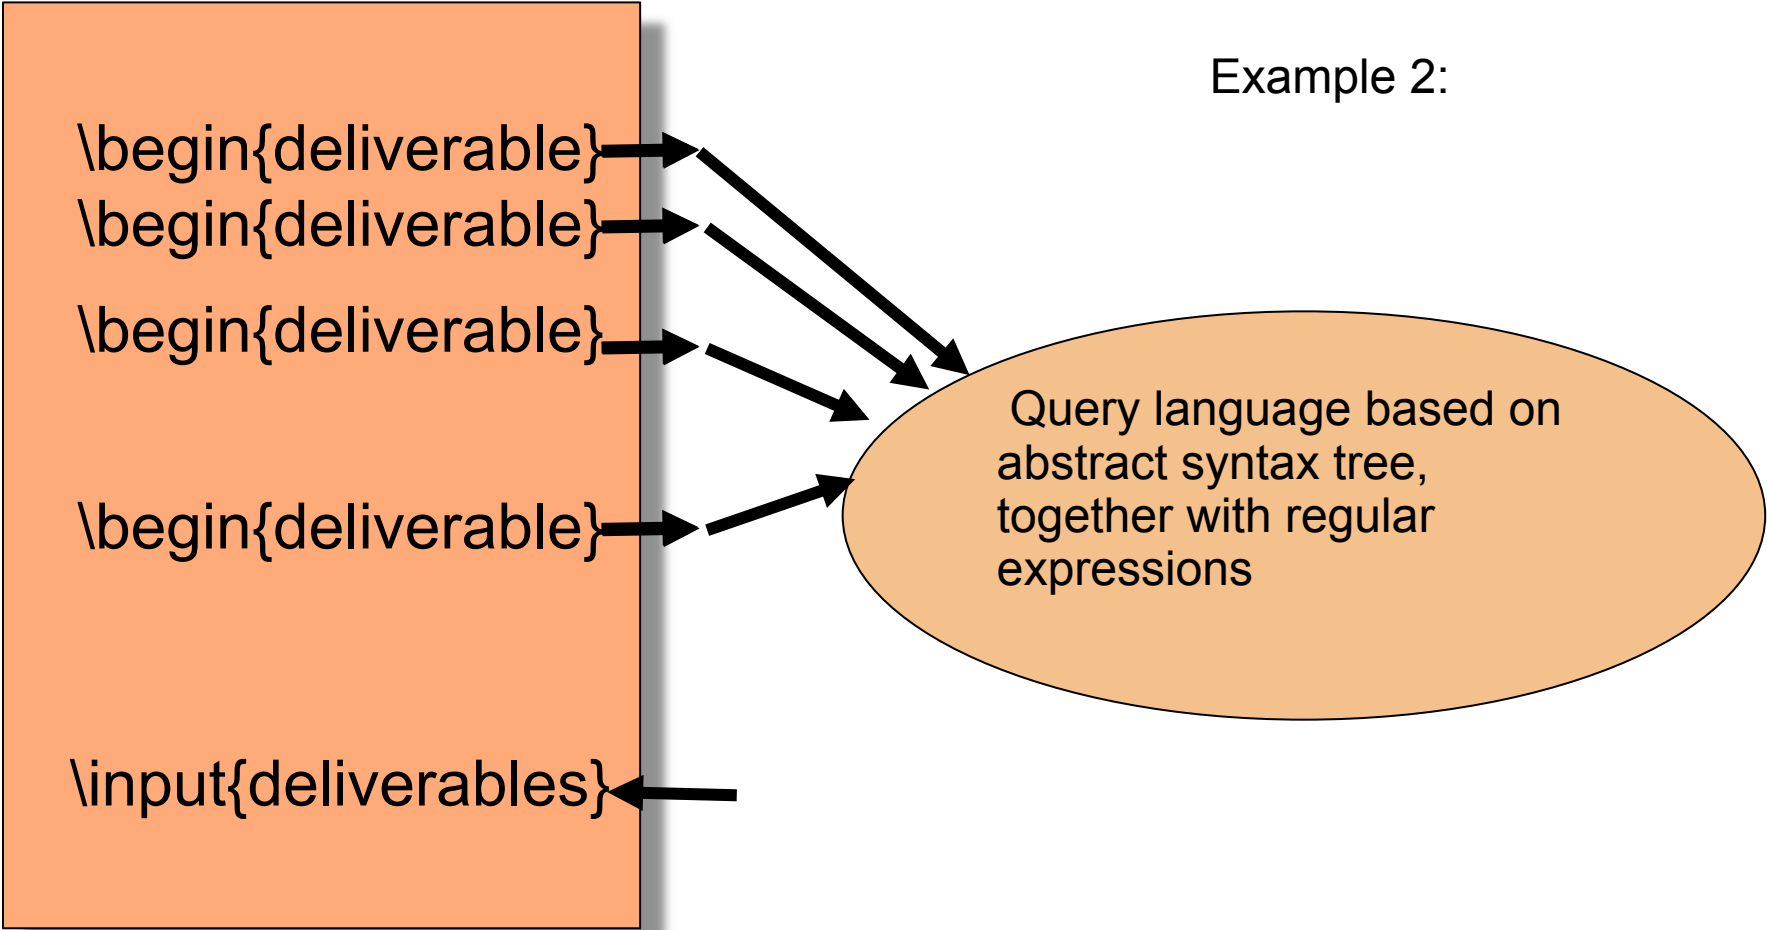 Example 2:
\begin{deliverable}
\begin{deliverable}
\begin{deliverable}
\begin{deliverable}
\input{deliverables}
Query language based on
abstract syntax tree,
together with regular
expressions